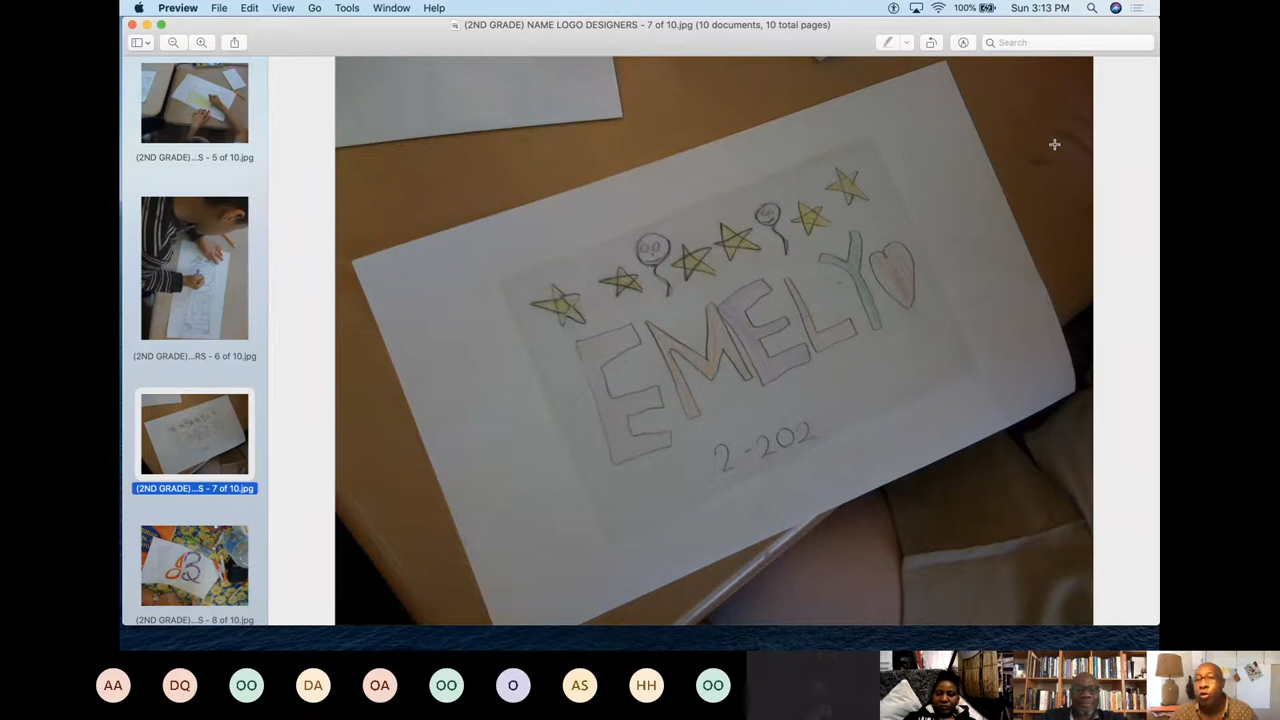 Preview File Edit View Go Tools Window Help
100% Sun 3:13 PM
(2ND GRADE) NAME LOGO DESIGNERS - 7 of 10.jpg (10 documents, 10 total pages)
Search
(2ND GRADE)...S - 5 of 10.jpg
(2ND GRADE)...RS - 6 of 10.jpg
(2ND GRADE)...S - 7 of 10.jpg
(2ND GRADE)...S - 8 of 10.jpg
EMELY
2-202
AA DQ OO DA OA OO O AS HH OO